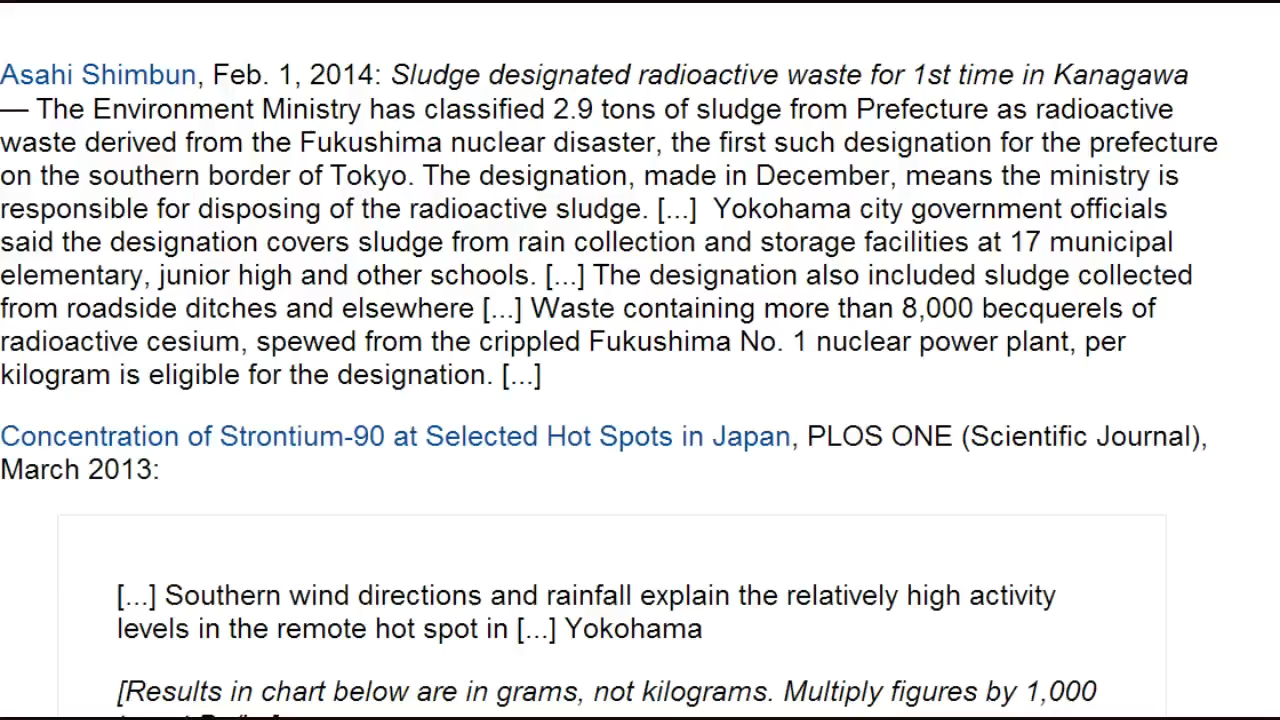 Asahi Shimbun, Feb. 1, 2014: Sludge designated radioactive waste for 1st time in Kanagawa
— The Environment Ministry has classified 2.9 tons of sludge from Prefecture as radioactive
waste derived from the Fukushima nuclear disaster, the first such designation for the prefecture
on the southern border of Tokyo. The designation, made in December, means the ministry is
responsible for disposing of the radioactive sludge. [...]  Yokohama city government officials
said the designation covers sludge from rain collection and storage facilities at 17 municipal
elementary, junior high and other schools. [...] The designation also included sludge collected
from roadside ditches and elsewhere [...] Waste containing more than 8,000 becquerels of
radioactive cesium, spewed from the crippled Fukushima No. 1 nuclear power plant, per
kilogram is eligible for the designation. [...]
Concentration of Strontium-90 at Selected Hot Spots in Japan, PLOS ONE (Scientific Journal),
March 2013:
[...] Southern wind directions and rainfall explain the relatively high activity
levels in the remote hot spot in [...] Yokohama
[Results in chart below are in grams, not kilograms. Multiply figures by 1,000